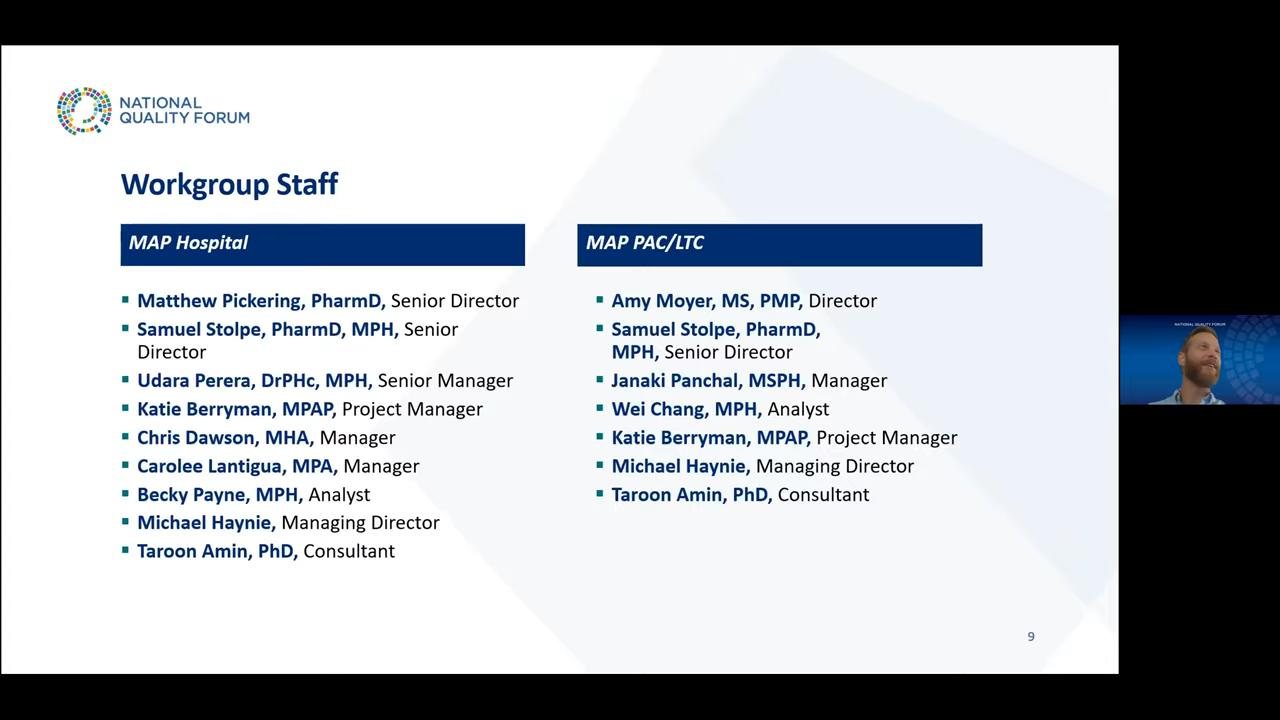 NATIONAL
QUALITY FORUM
Workgroup Staff
MAP Hospital
Matthew Pickering, PharmD, Senior Director
Samuel Stolpe, PharmD, MPH, Senior
Director
Udara Perera, DrPHc, MPH, Senior Manager
Katie Berryman, MPAP, Project Manager
Chris Dawson, MHA, Manager
Carolee Lantigua, MPA, Manager
Becky Payne, MPH, Analyst
Michael Haynie, Managing Director
Taroon Amin, PhD, Consultant
MAP PAC/LTC
Amy Moyer, MS, PMP, Director
Samuel Stolpe, PharmD,
MPH, Senior Director
Janaki Panchal, MSPH, Manager
Wei Chang, MPH, Analyst
Katie Berryman, MPAP, Project Manager
Michael Haynie, Managing Director
Taroon Amin, PhD, Consultant
9
NATIONAL QUALITY FORUM